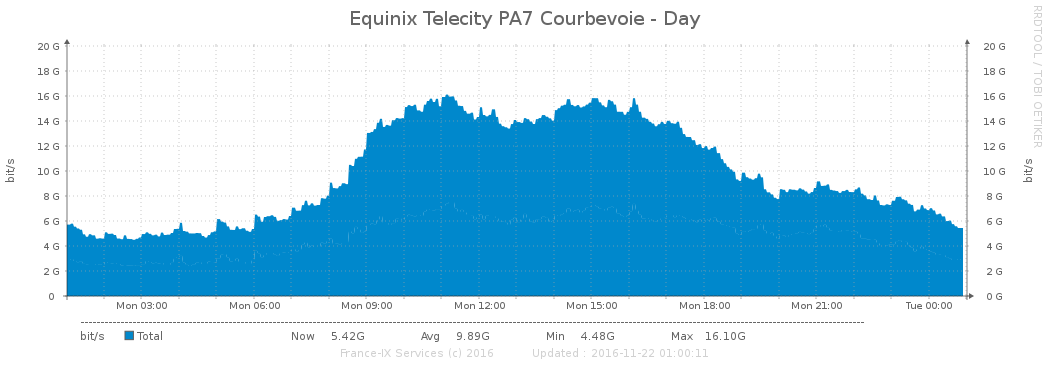 Equinix Telecity PA7 Courbevoie - Day
RRDTOOL / TOBI OETIKER
bit/s
20 G 20 G
18 G 18 G
16 G 16 G
14 G 14 G
12 G 12 G
10 G 10 G
8 G 8 G
6 G 6 G
4 G 4 G
2 G 2 G
0 0 G
bit/s
Mon 03:00 Mon 06:00 Mon 09:00 Mon 12:00 Mon 15:00 Mon 18:00 Mon 21:00 Tue 00:00
bit/s Total Now 5.42G Avg 9.89G Min 4.48G Max 16.10G
France-IX Services (c) 2016 Updated : 2016-11-22 01:00:11